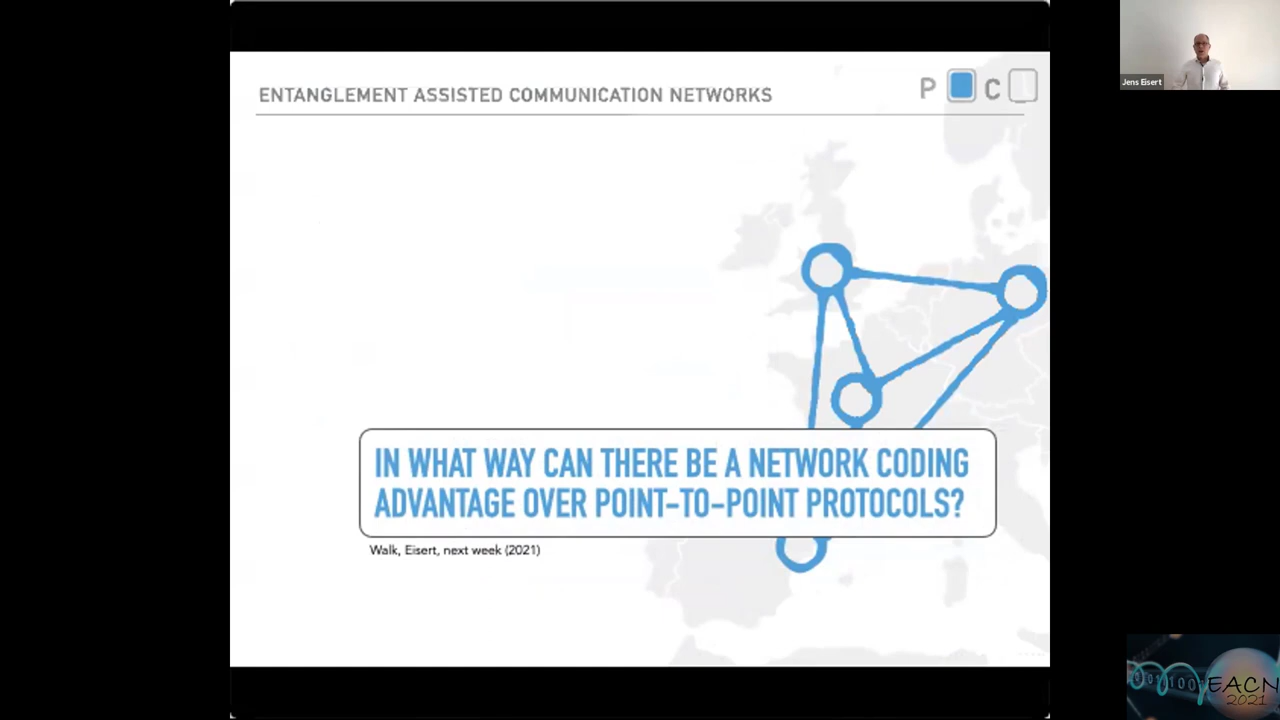 ENTANGLEMENT ASSISTED COMMUNICATION NETWORKS
P C
Jens Eisert
IN WHAT WAY CAN THERE BE A NETWORK CODING
ADVANTAGE OVER POINT-TO-POINT PROTOCOLS?
Walk, Eisert, next week (2021)
EACN
2021